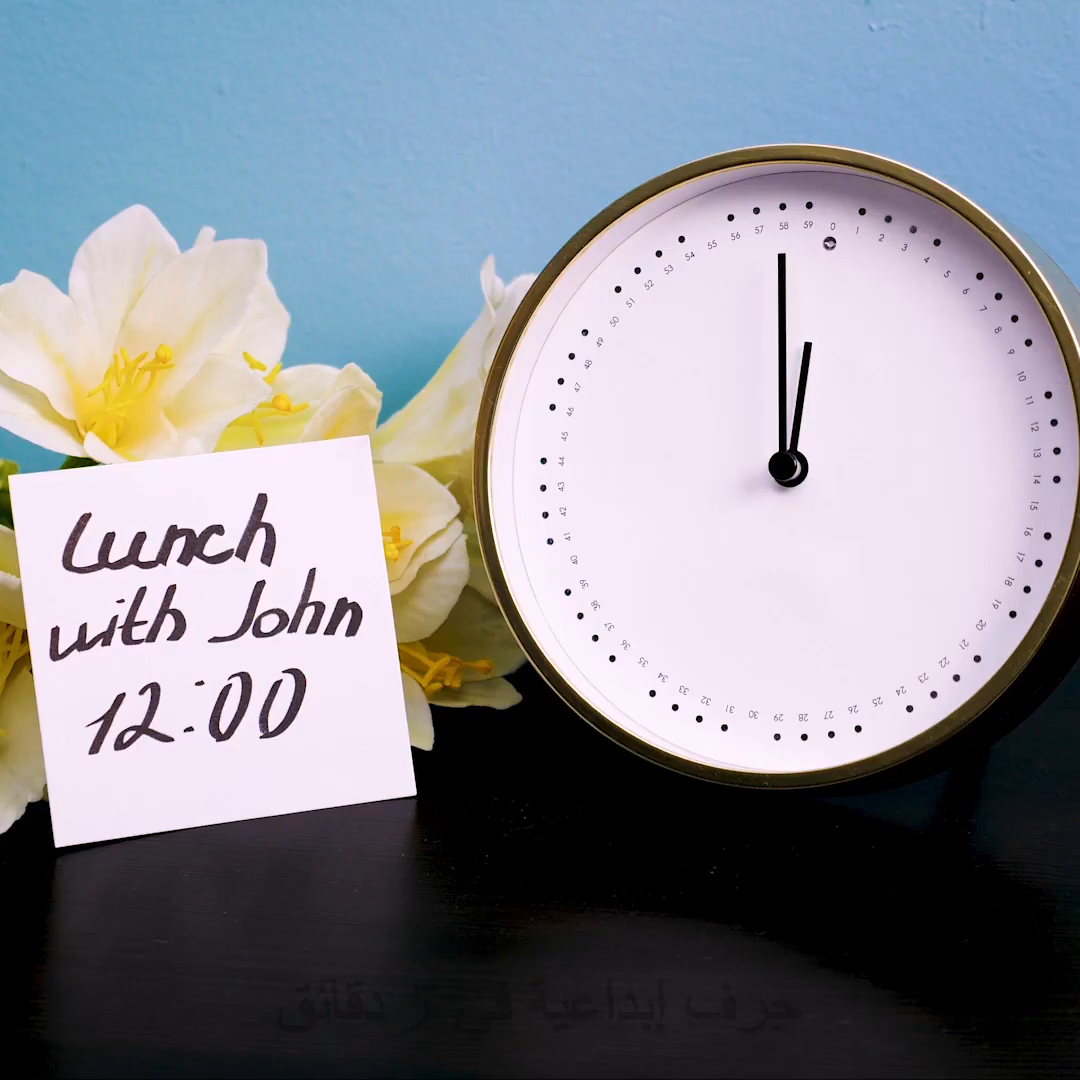 Lunch
with John
12:00
0 1 2 3 4 5 6 7 8 9 10 11 12 13 14 15 16 17 18 19 20 21 22 23 24 25 26 27 28 29 30 31 32 33 34 35 36 37 38 39 40 41 42 43 44 45 46 47 48 49 50 51 52 53 54 55 56 57 58 59
حرف إبداعية في دقائق